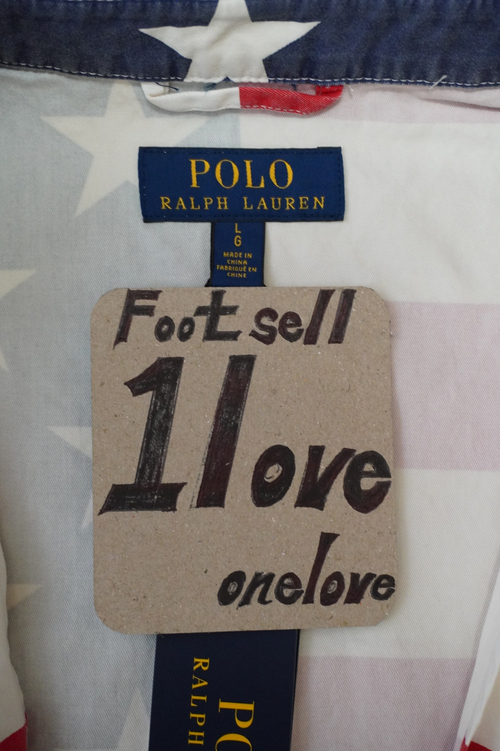 POLO
RALPH LAUREN
L
G
MADE IN
CHINA
FABRIQUÉ EN
CHINE
Foot sell
1love
onelove
PO
RALPH